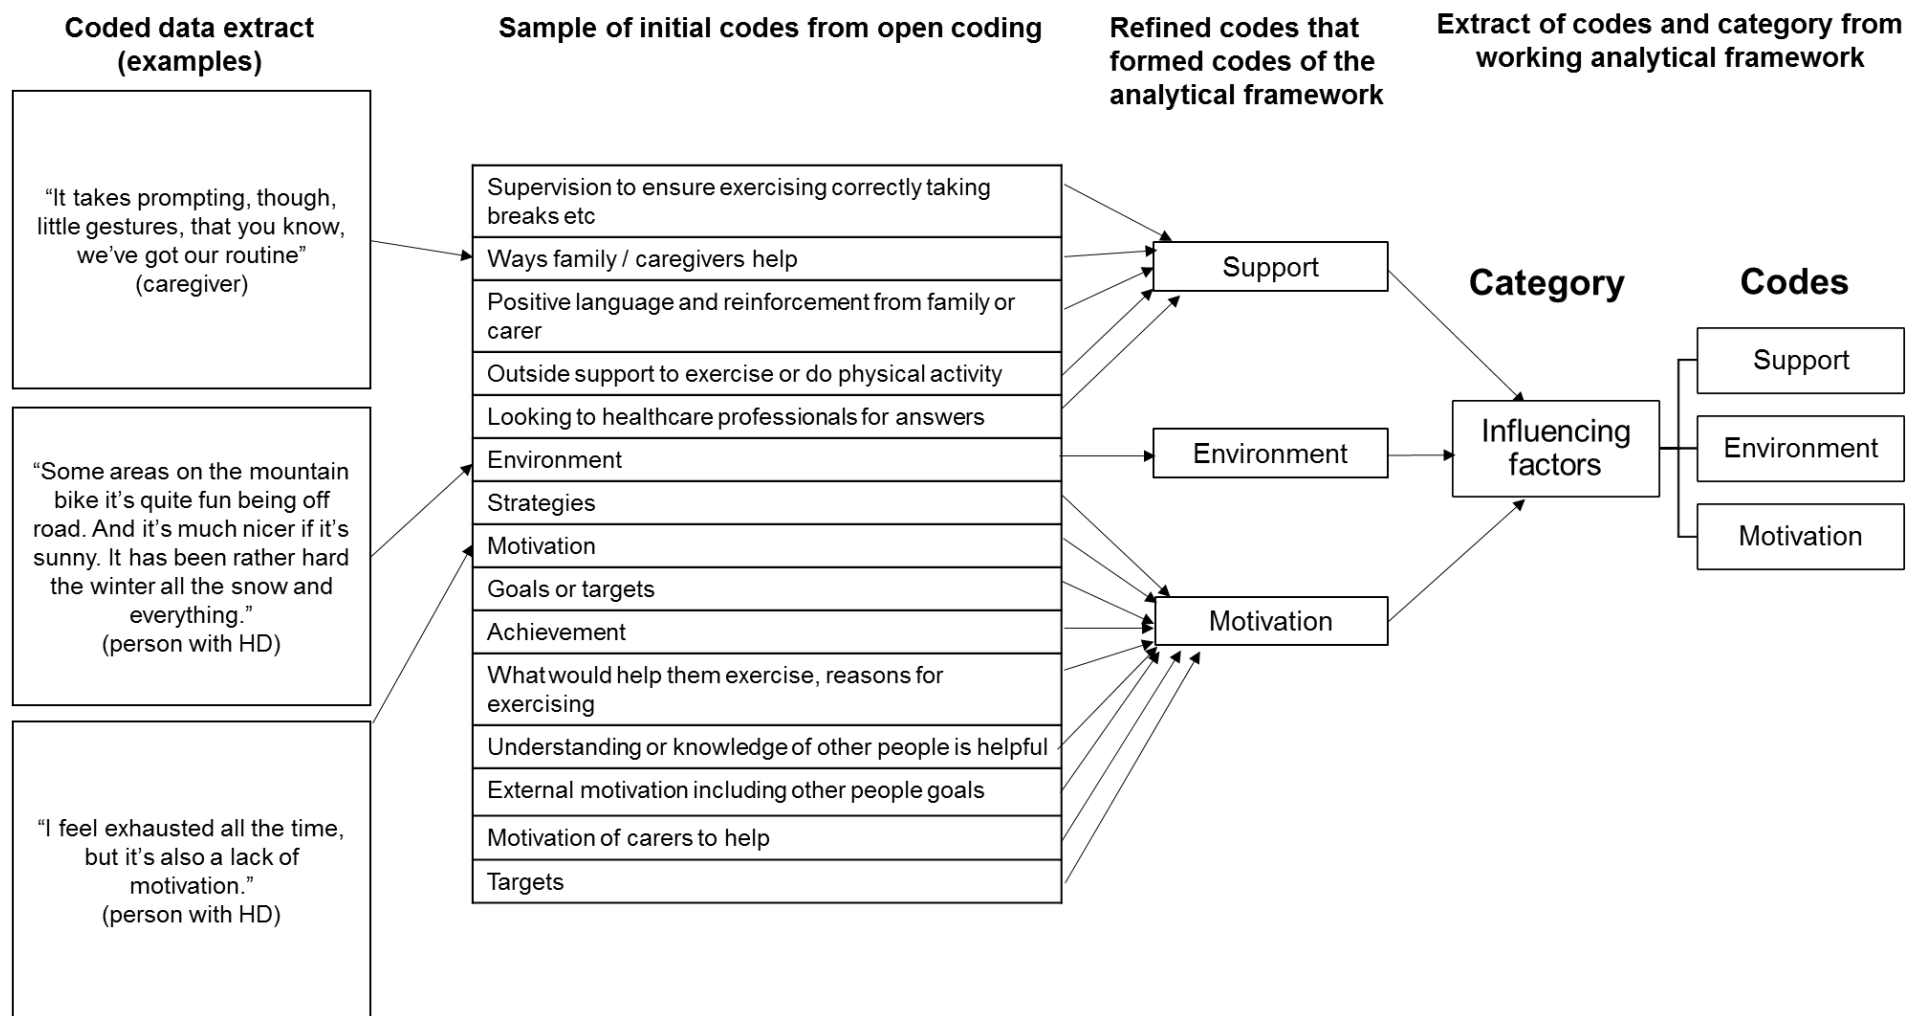 Coded data extract
(examples)
Sample of initial codes from open coding
Refined codes that
formed codes of the
analytical framework
Extract of codes and category from
working analytical framework
“It takes prompting, though,
little gestures, that you know,
we’ve got our routine”
(caregiver)
“Some areas on the mountain
bike it’s quite fun being off
road. And it’s much nicer if it’s
sunny. It has been rather hard
the winter all the snow and
everything.”
(person with HD)
“I feel exhausted all the time,
but it’s also a lack of
motivation.”
(person with HD)
Supervision to ensure exercising correctly taking
breaks etc
Ways family / caregivers help
Positive language and reinforcement from family or
carer
Outside support to exercise or do physical activity
Looking to healthcare professionals for answers
Environment
Strategies
Motivation
Goals or targets
Achievement
What would help them exercise, reasons for
exercising
Understanding or knowledge of other people is helpful
External motivation including other people goals
Motivation of carers to help
Targets
Support
Environment
Motivation
Category
Influencing
factors
Codes
Support
Environment
Motivation